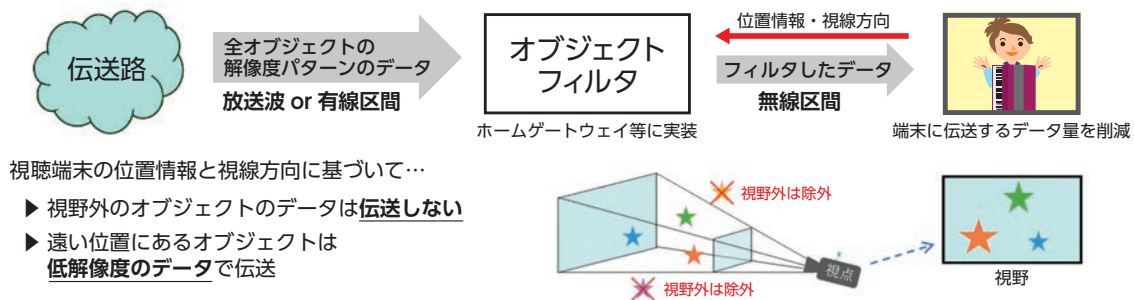 伝送路
全オブジェクトの
解像度パターンのデータ
放送波 or 有線区間
オブジェクト
フィルタ
ホームゲートウェイ等に実装
位置情報・視線方向
フィルタしたデータ
無線区間
端末に伝送するデータ量を削減
視聴端末の位置情報と視線方向に基づいて…
▶ 視野外のオブジェクトのデータは伝送しない
▶ 遠い位置にあるオブジェクトは
低解像度のデータで伝送
視野外は除外
視点
視野外は除外
視野